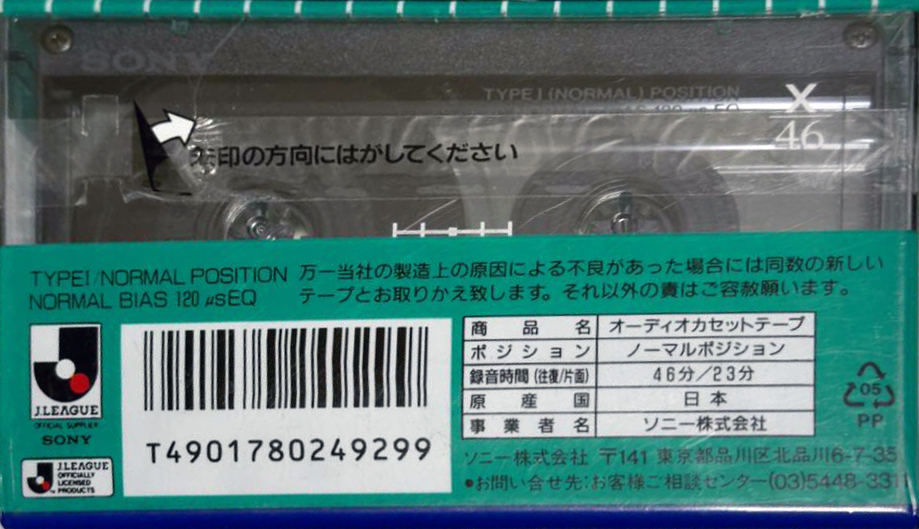 SONY
TYPE I (NORMAL) POSITION
120 μs EQ
X
46
矢印の方向にはがしてください
TYPEI/NORMAL POSITION
NORMAL BIAS 120 μsEQ
万一当社の製造上の原因による不良があった場合には同数の新しい
テープとお取りかえ致します。それ以外の責はご容赦願います。
J.LEAGUE
OFFICIAL SUPPLIER
SONY
J.LEAGUE
OFFICIALLY
LICENSED
PRODUCTS
T4901780249299
商品名 オーディオカセットテープ
ポジション ノーマルポジション
録音時間(往復/片面) 46分/23分
原産国 日本
事業者名 ソニー株式会社
ソニー株式会社 〒141 東京都品川区北品川6-7-35
●お問い合せ先:お客様ご相談センター(03)5448-331
05
PP